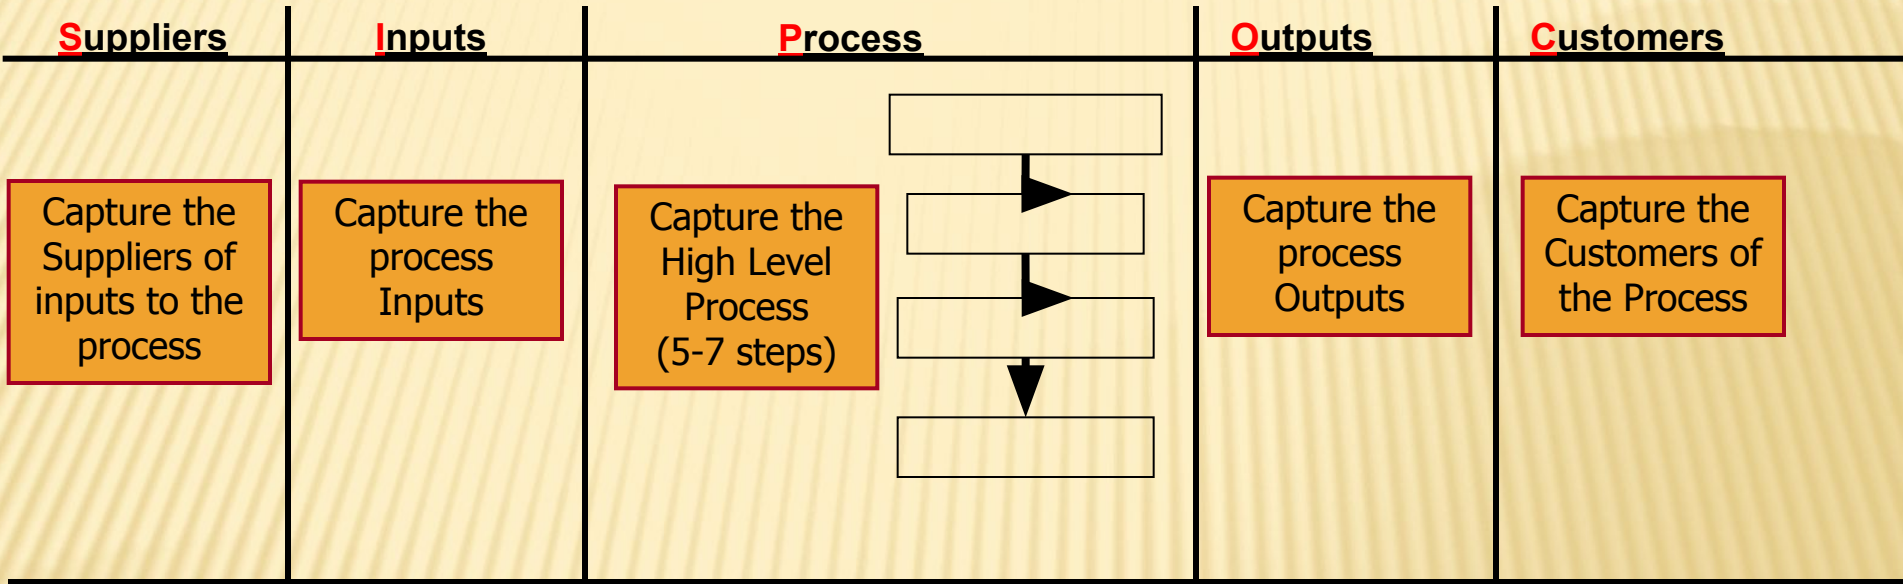 Suppliers
Inputs
Process
Outputs
Customers
Capture the
Suppliers of
inputs to the
process
Capture the
process
Inputs
Capture the
High Level
Process
(5-7 steps)
Capture the
process
Outputs
Capture the
Customers of
the Process